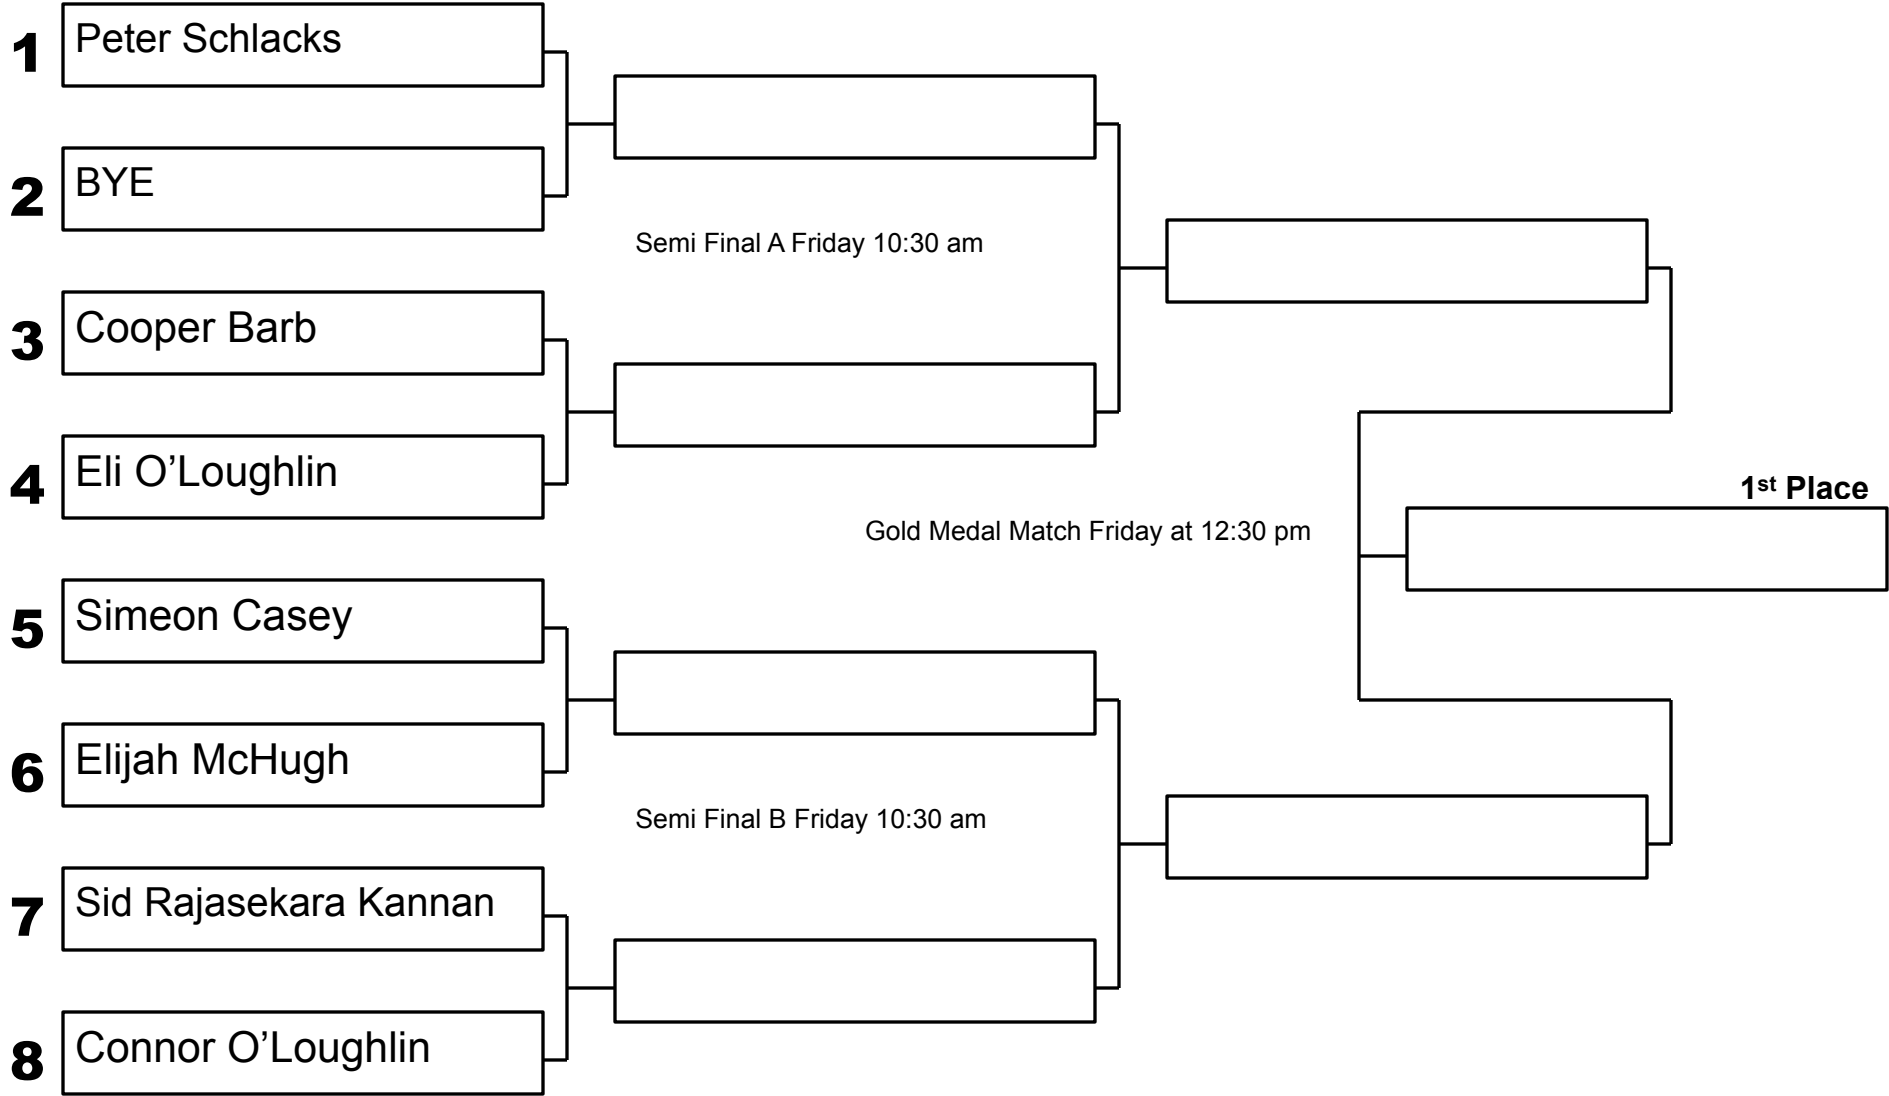 1 Peter Schlacks
2 BYE
Semi Final A Friday 10:30 am
3 Cooper Barb
4 Eli O’Loughlin
1st Place
Gold Medal Match Friday at 12:30 pm
5 Simeon Casey
6 Elijah McHugh
Semi Final B Friday 10:30 am
7 Sid Rajasekara Kannan
8 Connor O’Loughlin